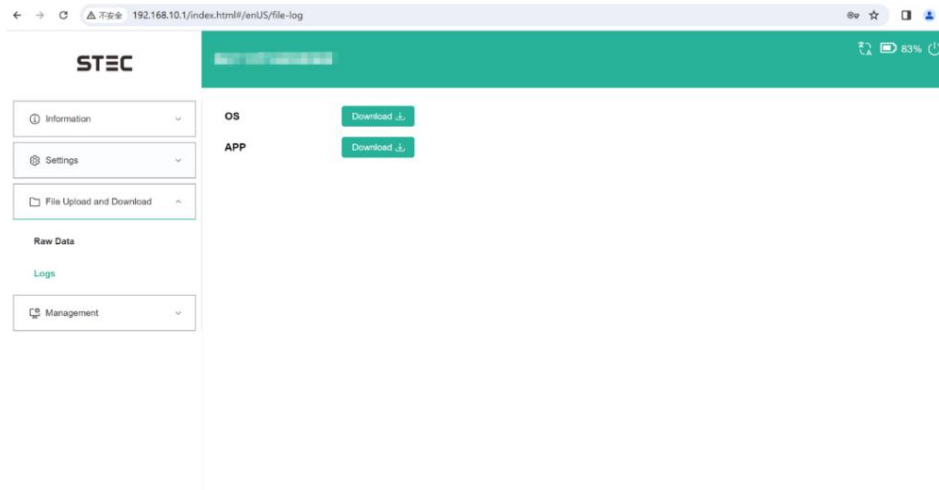 不安全 192.168.10.1/index.html#/enUS/file-log
STEC
83%
Information
OS Download
Settings
APP Download
File Upload and Download
Raw Data
Logs
Management